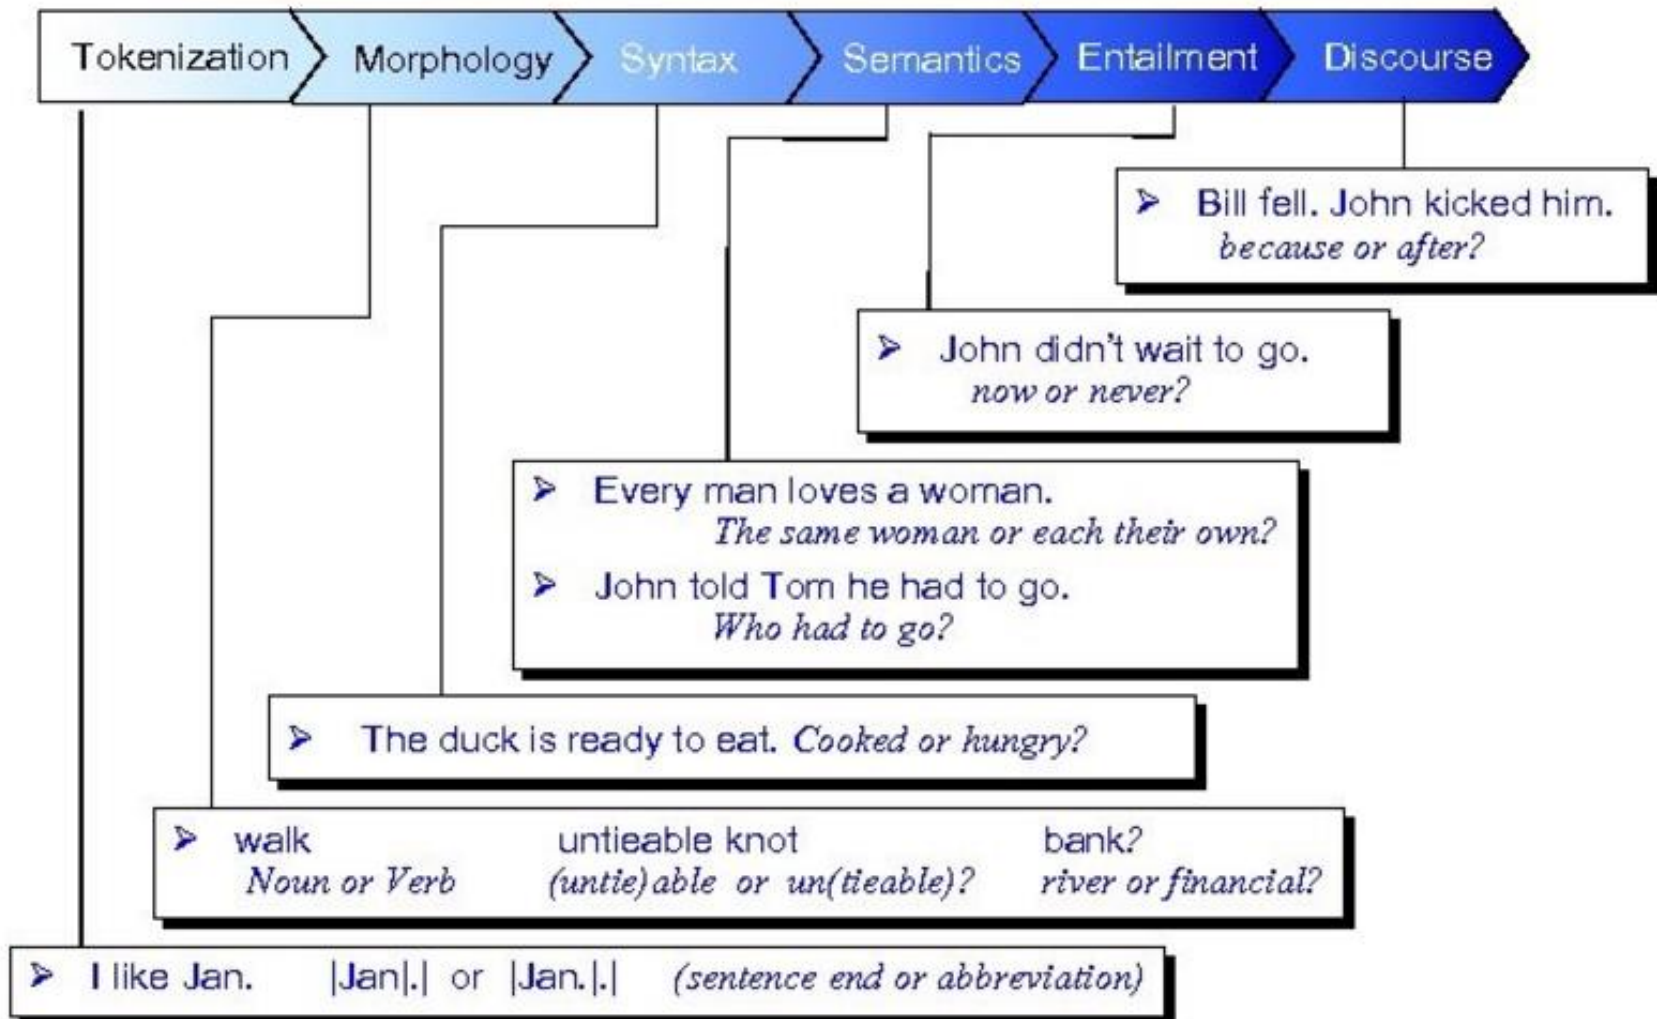 Tokenization Morphology Syntax Semantics Entailment Discourse
➢ Bill fell. John kicked him.
because or after?
➢ John didn't wait to go.
now or never?
➢ Every man loves a woman.
The same woman or each their own?
➢ John told Tom he had to go.
Who had to go?
➢ The duck is ready to eat. Cooked or hungry?
➢ walk untieable knot bank?
Noun or Verb (untie)able or un(tieable)? river or financial?
➢ I like Jan. |Jan|.| or |Jan.|.| (sentence end or abbreviation)